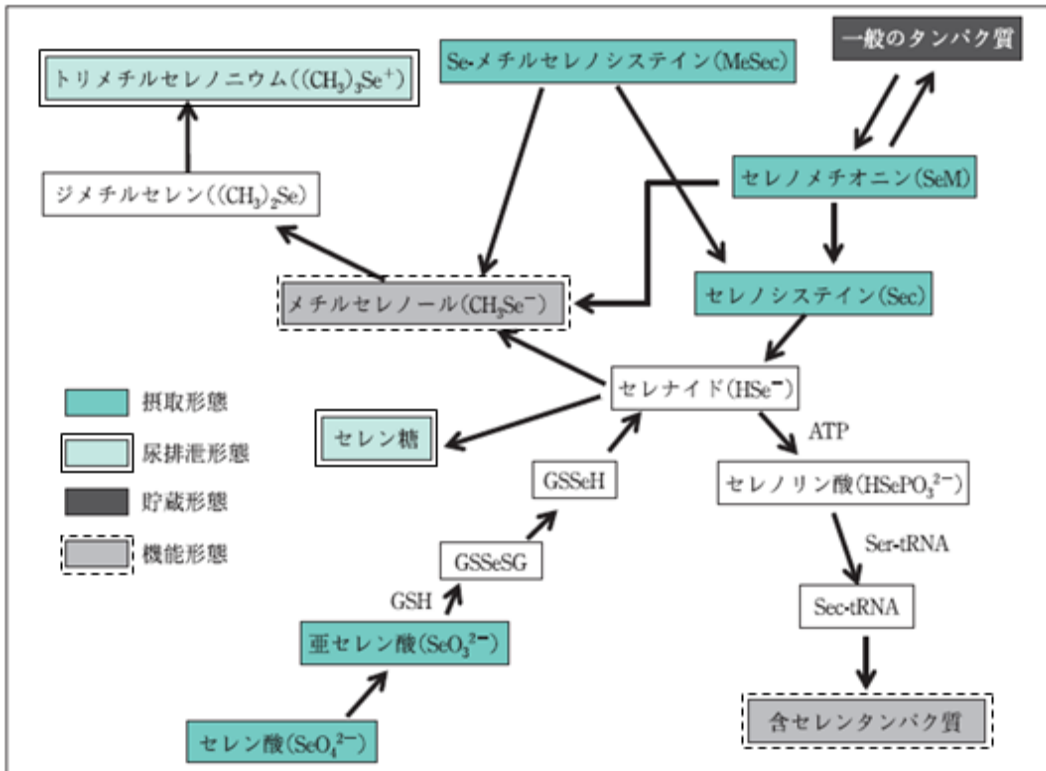 一般のタンパク質
Se-メチルセレノシステイン(MeSec)
トリメチルセレノニウム((CH₃)₃Se⁺)
ジメチルセレン((CH₃)₂Se)
セレノメチオニン(SeM)
メチルセレノール(CH₃Se⁻)
セレノシステイン(Sec)
セレナイド(HSe⁻)
摂取形態
セレン糖
ATP
尿排泄形態
GSSeH
セレノリン酸(HSePO₃²⁻)
貯蔵形態
機能形態
GSSeSG
Ser-tRNA
GSH
Sec-tRNA
亜セレン酸(SeO₃²⁻)
含セレンタンパク質
セレン酸(SeO₄²⁻)